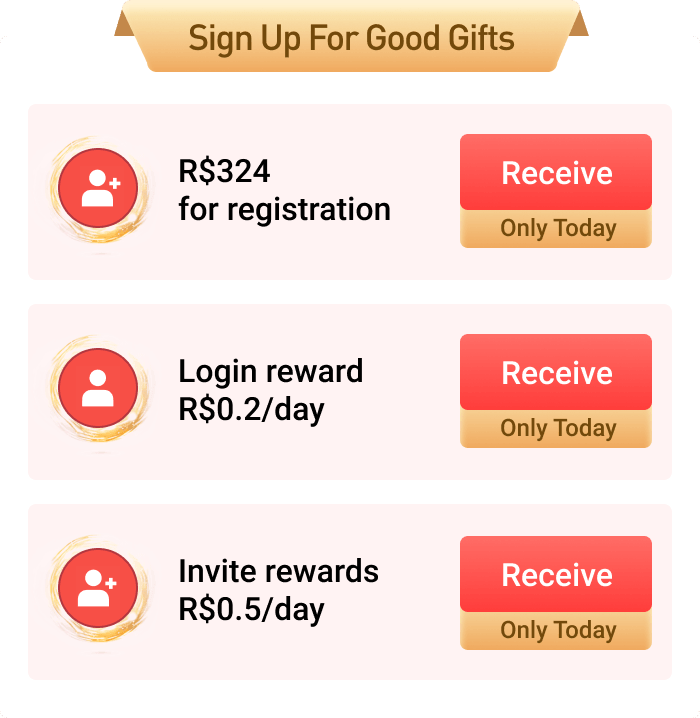 Sign Up For Good Gifts
R$324
for registration
Receive
Only Today
Login reward
R$0.2/day
Receive
Only Today
Invite rewards
R$0.5/day
Receive
Only Today